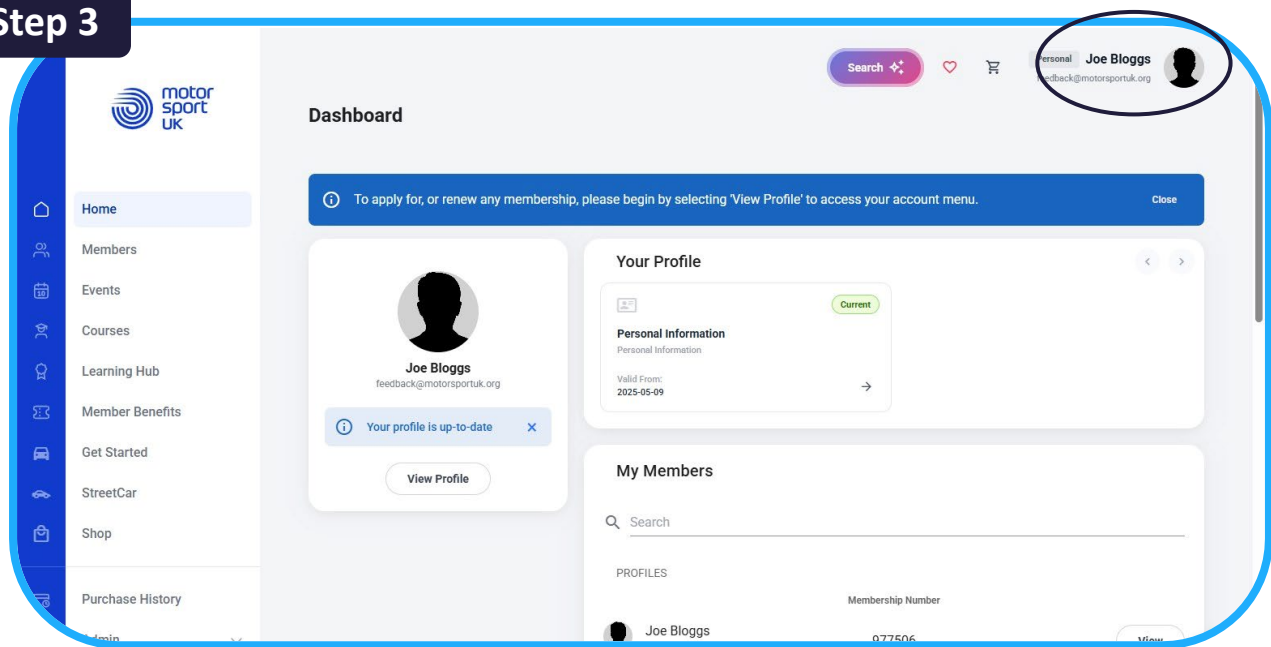 Step 3
motor
sport
UK
Search
Personal Joe Bloggs
feedback@motorsportuk.org
Dashboard
To apply for, or renew any membership, please begin by selecting 'View Profile' to access your account menu.
Close
Home
Members
Events
Courses
Learning Hub
Member Benefits
Get Started
StreetCar
Shop
Purchase History
Admin
Joe Bloggs
feedback@motorsportuk.org
Your profile is up-to-date
View Profile
Your Profile
Current
Personal Information
Personal Information
Valid From:
2025-05-09
My Members
Search
PROFILES
Membership Number
Joe Bloggs
977506
View